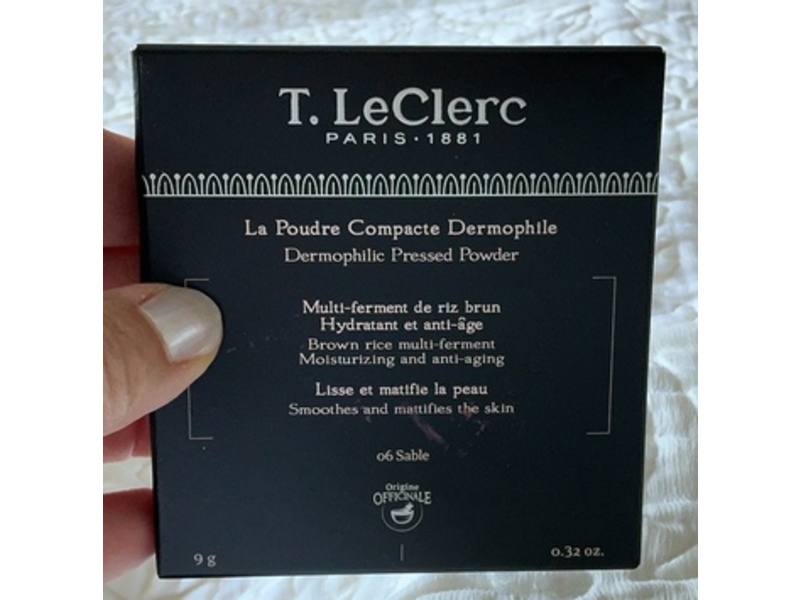 T. LeClerc
PARIS · 1881
La Poudre Compacte Dermophile
Dermophilic Pressed Powder
Multi-ferment de riz brun
Hydratant et anti-âge
Brown rice multi-ferment
Moisturizing and anti-aging
Lisse et matifie la peau
Smoothes and mattifies the skin
06 Sable
Origine
OFFICINALE
9 g
0.32 oz.